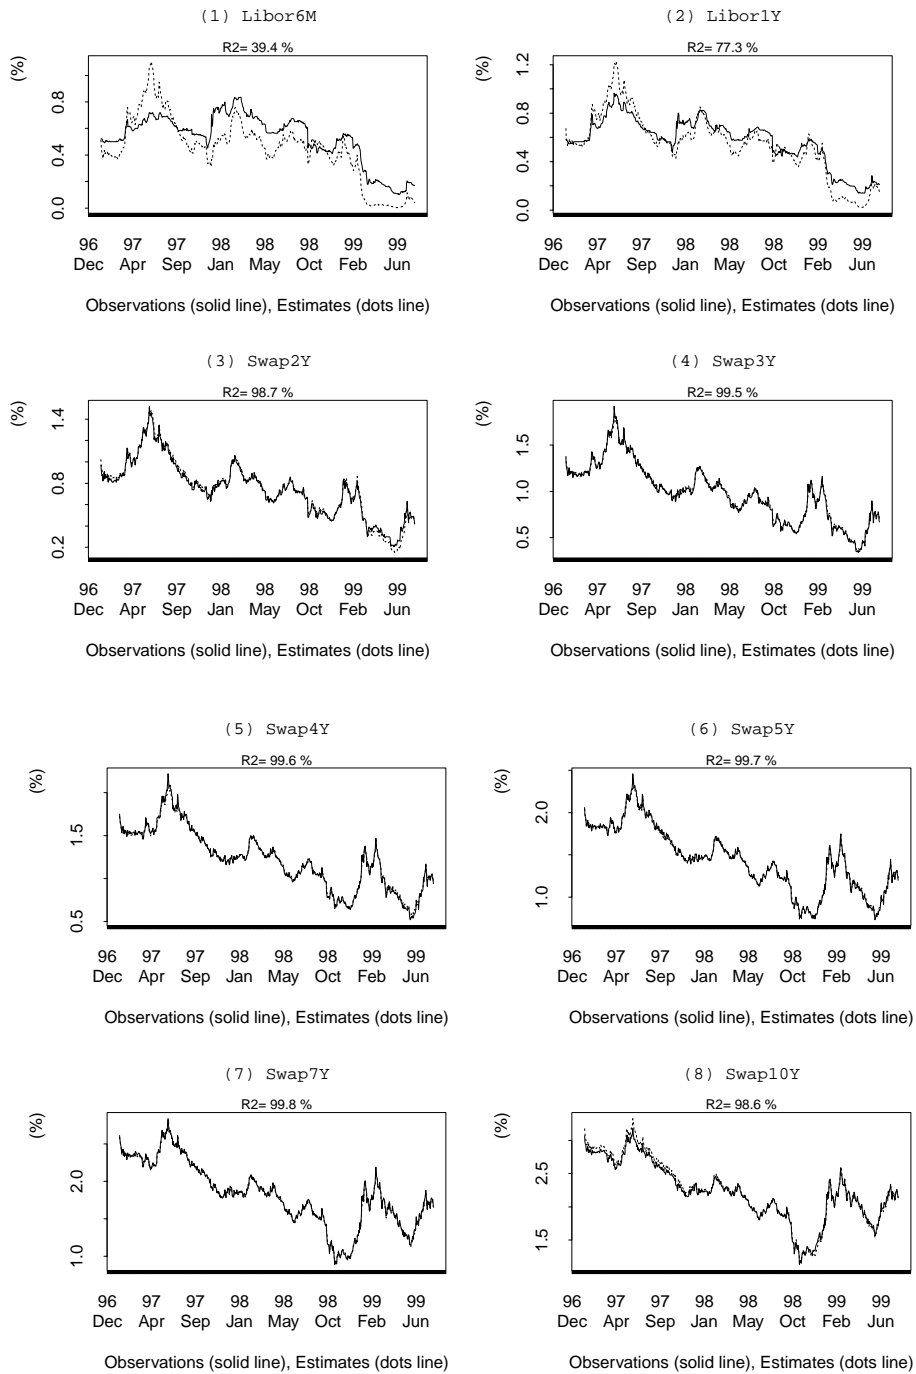 (1) Libor6M
R2= 39.4 %
(%)
0.0 0.4 0.8
96 97 97 98 98 98 99 99
Dec Apr Sep Jan May Oct Feb Jun
Observations (solid line), Estimates (dots line)
(2) Libor1Y
R2= 77.3 %
(%)
0.0 0.4 0.8 1.2
96 97 97 98 98 98 99 99
Dec Apr Sep Jan May Oct Feb Jun
Observations (solid line), Estimates (dots line)
(3) Swap2Y
R2= 98.7 %
(%)
0.2 0.8 1.4
96 97 97 98 98 98 99 99
Dec Apr Sep Jan May Oct Feb Jun
Observations (solid line), Estimates (dots line)
(4) Swap3Y
R2= 99.5 %
(%)
0.5 1.0 1.5
96 97 97 98 98 98 99 99
Dec Apr Sep Jan May Oct Feb Jun
Observations (solid line), Estimates (dots line)
(5) Swap4Y
R2= 99.6 %
(%)
0.5 1.5
96 97 97 98 98 98 99 99
Dec Apr Sep Jan May Oct Feb Jun
Observations (solid line), Estimates (dots line)
(6) Swap5Y
R2= 99.7 %
(%)
1.0 2.0
96 97 97 98 98 98 99 99
Dec Apr Sep Jan May Oct Feb Jun
Observations (solid line), Estimates (dots line)
(7) Swap7Y
R2= 99.8 %
(%)
1.0 2.0
96 97 97 98 98 98 99 99
Dec Apr Sep Jan May Oct Feb Jun
Observations (solid line), Estimates (dots line)
(8) Swap10Y
R2= 98.6 %
(%)
1.5 2.5
96 97 97 98 98 98 99 99
Dec Apr Sep Jan May Oct Feb Jun
Observations (solid line), Estimates (dots line)